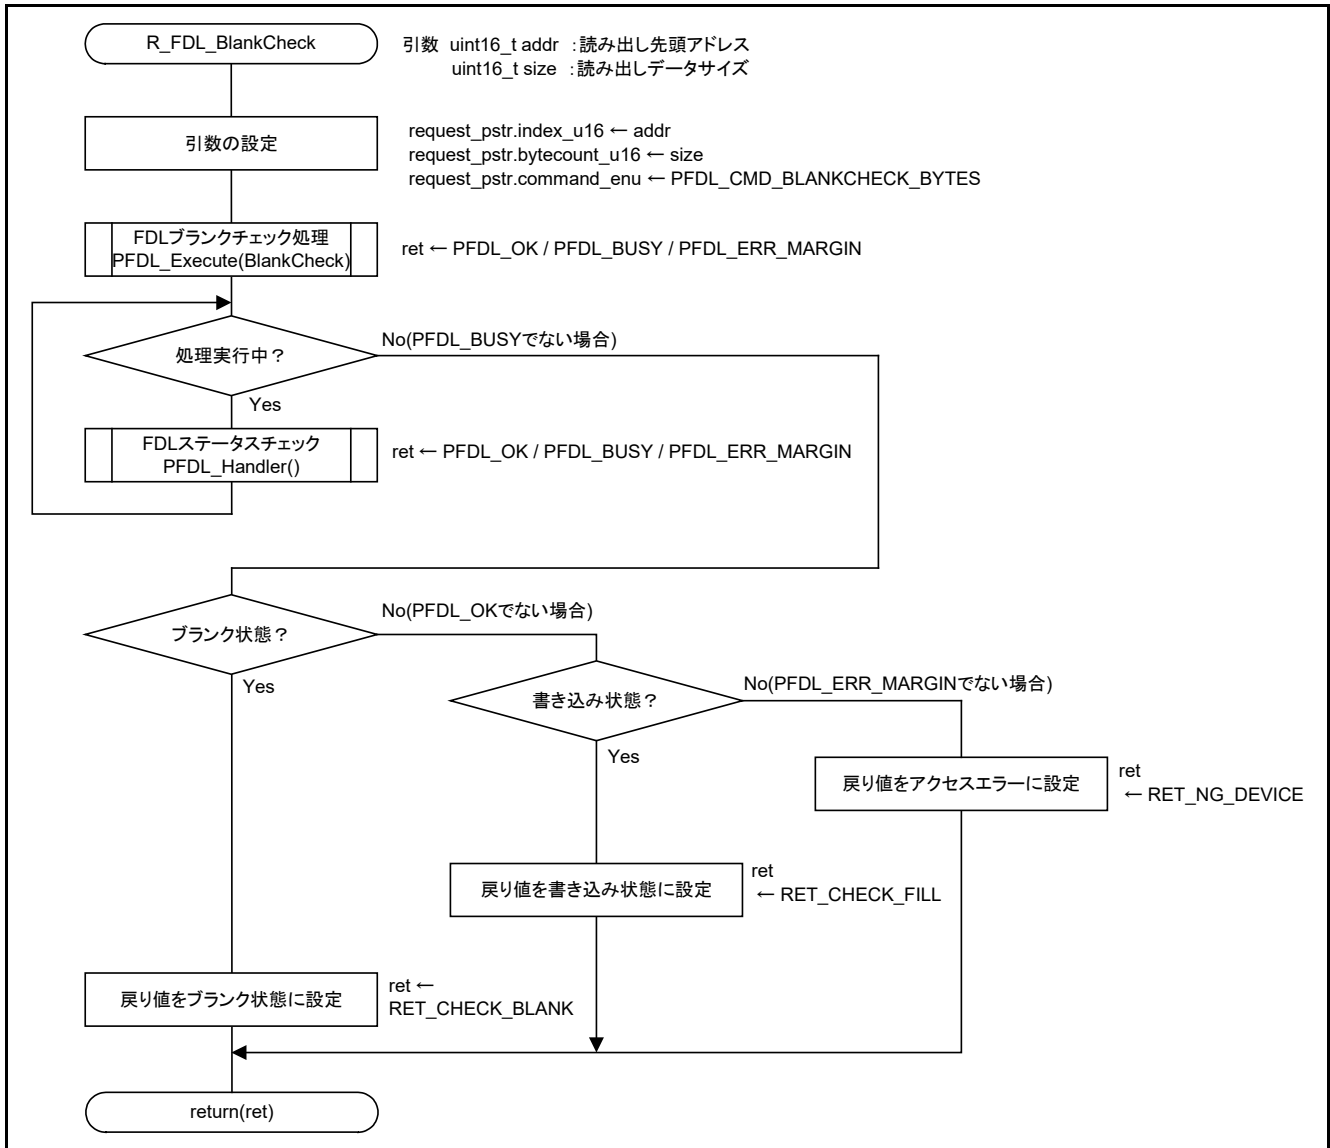 R_FDL_BlankCheck
引数 uint16_t addr ：読み出し先頭アドレス
uint16_t size ：読み出しデータサイズ
引数の設定
request_pstr.index_u16 ← addr
request_pstr.bytecount_u16 ← size
request_pstr.command_enu ← PFDL_CMD_BLANKCHECK_BYTES
FDLブランクチェック処理
PFDL_Execute(BlankCheck)
ret ← PFDL_OK / PFDL_BUSY / PFDL_ERR_MARGIN
処理実行中？
No(PFDL_BUSYでない場合)
Yes
FDLステータスチェック
PFDL_Handler()
ret ← PFDL_OK / PFDL_BUSY / PFDL_ERR_MARGIN
ブランク状態？
No(PFDL_OKでない場合)
Yes
書き込み状態？
No(PFDL_ERR_MARGINでない場合)
Yes
戻り値をアクセスエラーに設定
ret
← RET_NG_DEVICE
戻り値を書き込み状態に設定
ret
← RET_CHECK_FILL
戻り値をブランク状態に設定
ret ←
RET_CHECK_BLANK
return(ret)